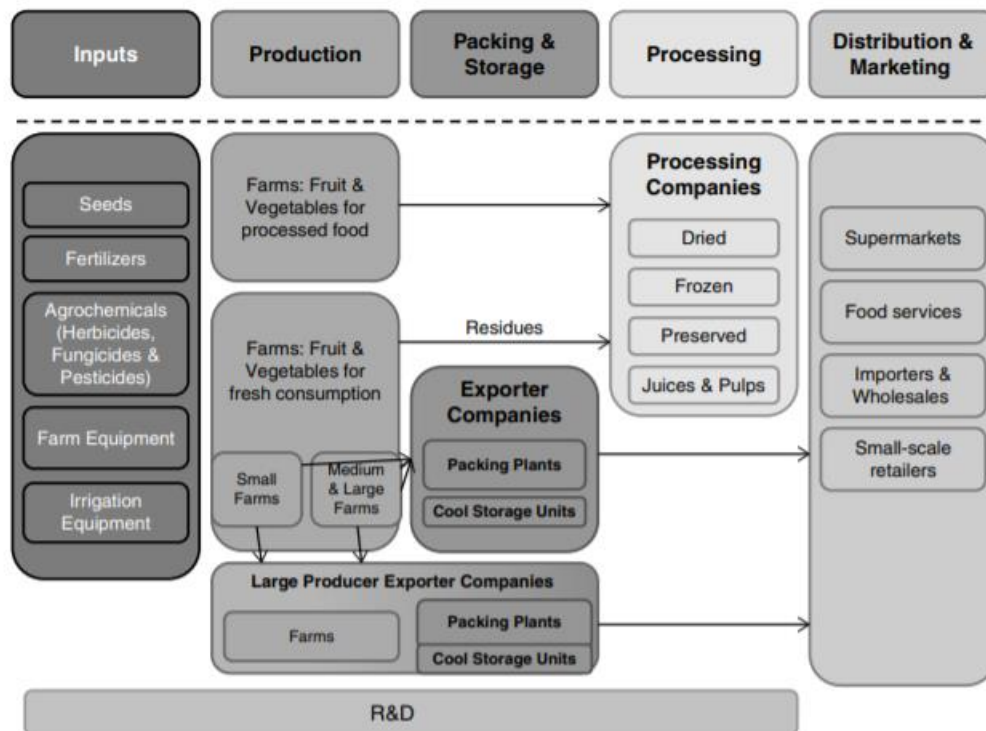 Inputs
Production
Packing &
Storage
Processing
Distribution &
Marketing
Seeds
Fertilizers
Agrochemicals
(Herbicides,
Fungicides &
Pesticides)
Farm Equipment
Irrigation
Equipment
Farms: Fruit &
Vegetables for
processed food
Farms: Fruit &
Vegetables for
fresh consumption
Small
Farms
Medium
& Large
Farms
Residues
Exporter
Companies
Packing Plants
Cool Storage Units
Large Producer Exporter Companies
Farms
Packing Plants
Cool Storage Units
Processing
Companies
Dried
Frozen
Preserved
Juices & Pulps
Supermarkets
Food services
Importers &
Wholesales
Small-scale
retailers
R&D